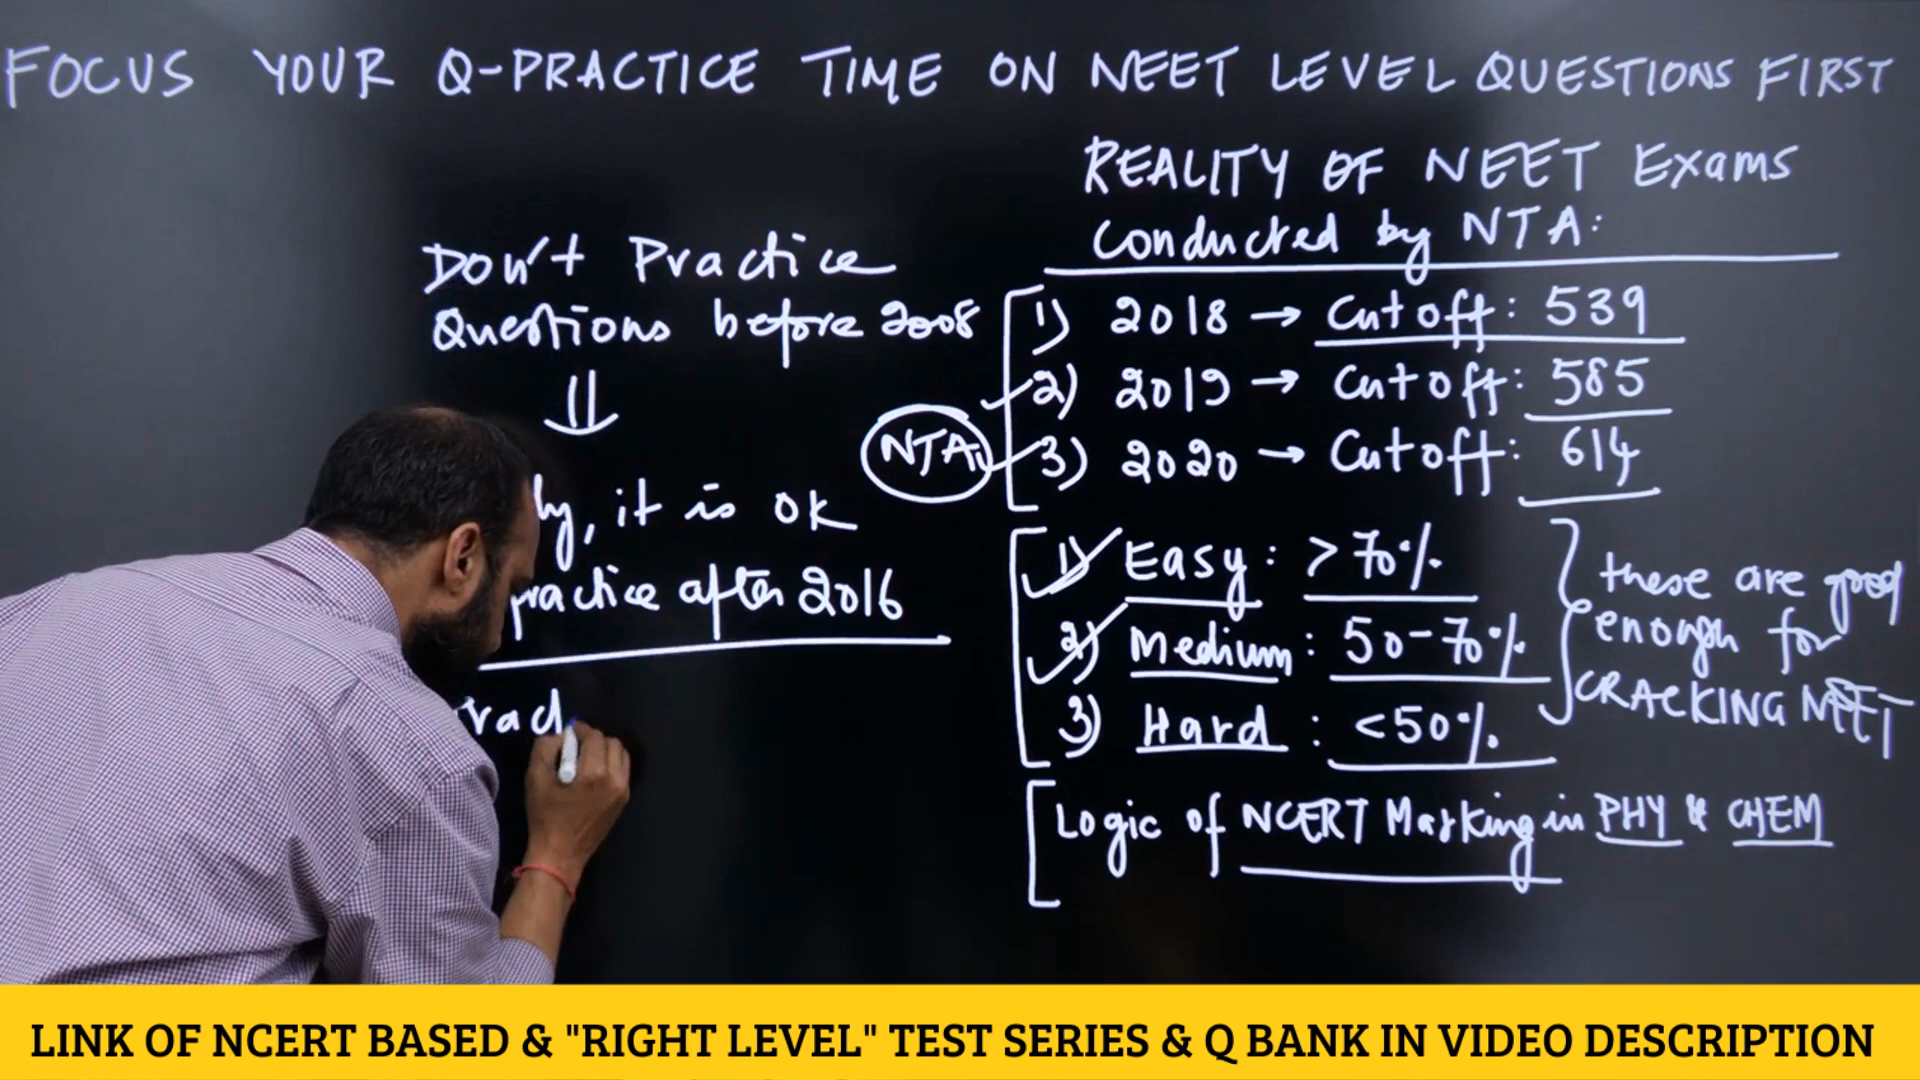 FOCUS YOUR Q-PRACTICE TIME ON NEET LEVEL QUESTIONS FIRST
Don't Practice
Questions before 2008
⇓
ly, it is OK
practice after 2016
rad
REALITY OF NEET Exams
Conducted by NTA:
NTA
1) 2018 → Cutoff: 539
2) 2019 → Cutoff: 585
3) 2020 → Cutoff: 614
1) Easy: >70%
2) Medium: 50-70%
3) Hard: <50%
these are good
enough for
CRACKING NEET
Logic of NCERT Marking in PHY & CHEM
LINK OF NCERT BASED & "RIGHT LEVEL" TEST SERIES & Q BANK IN VIDEO DESCRIPTION